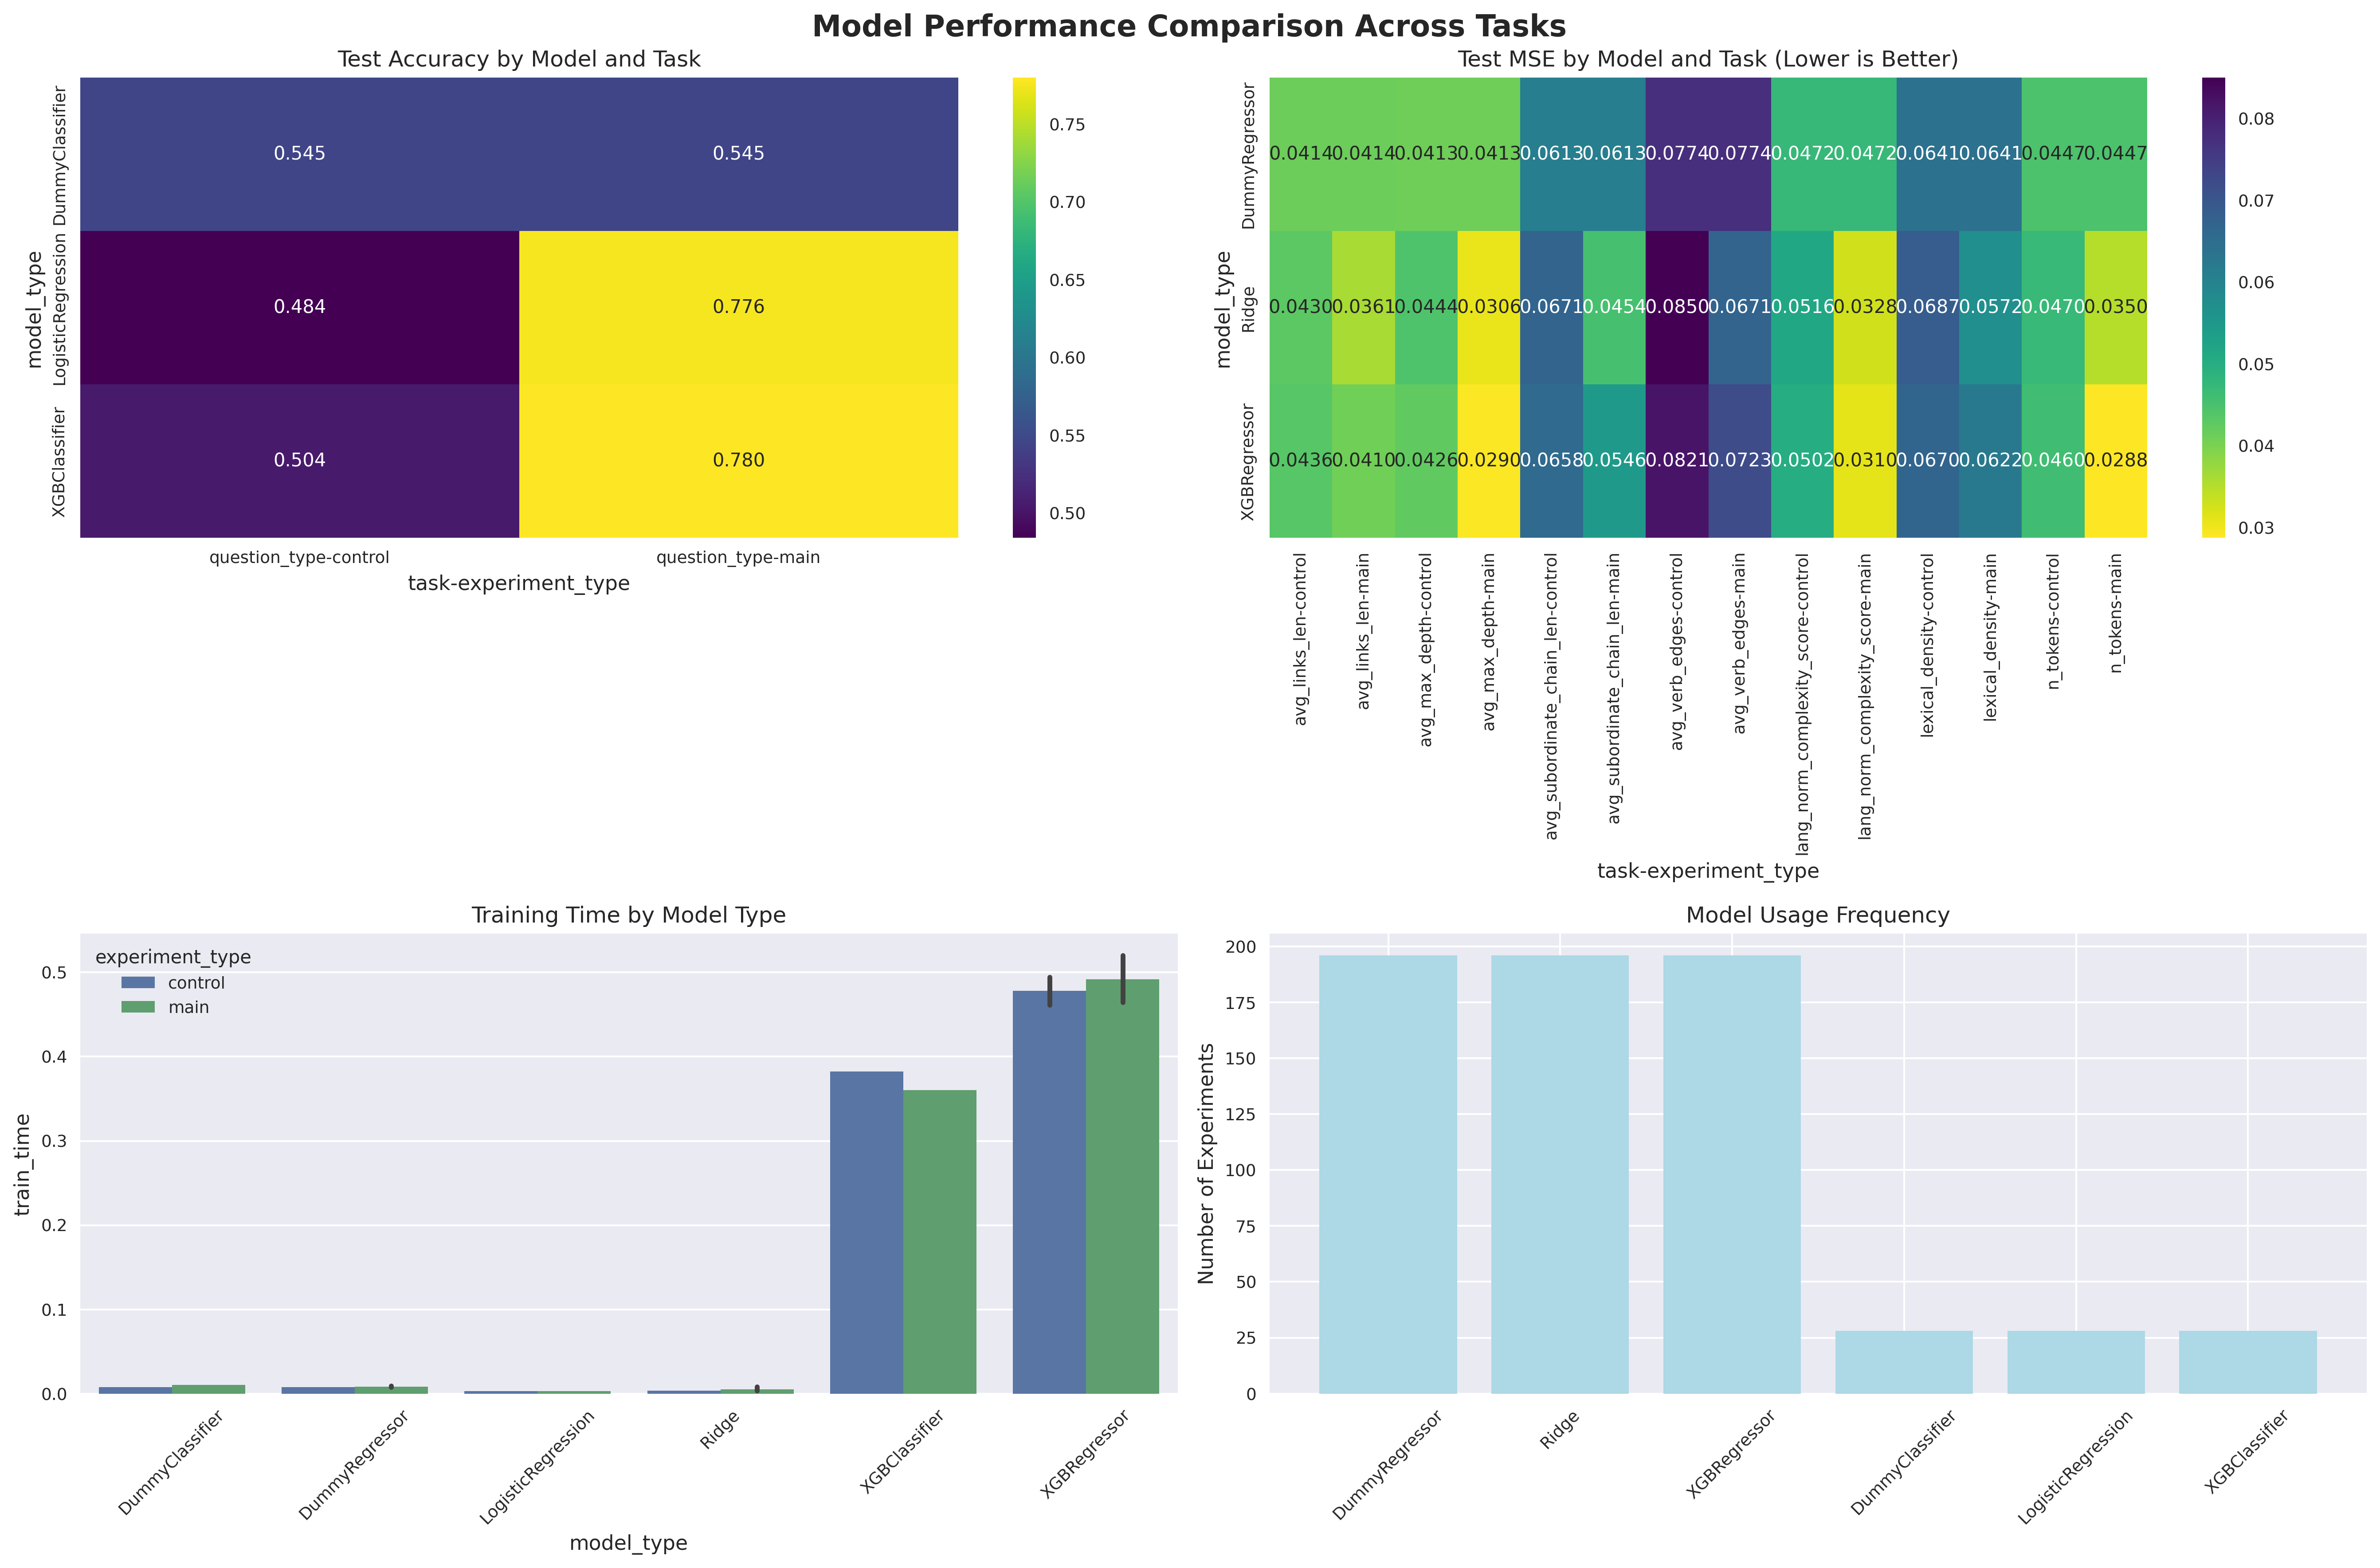 Model Performance Comparison Across Tasks
Test Accuracy by Model and Task
model_type
DummyClassifier
LogisticRegression
XGBClassifier
0.545 0.545
0.484 0.776
0.504 0.780
question_type-control question_type-main
task-experiment_type
0.75
0.70
0.65
0.60
0.55
0.50
Test MSE by Model and Task (Lower is Better)
model_type
DummyRegressor
Ridge
XGBRegressor
0.0414 0.0414 0.0413 0.0413 0.0613 0.0613 0.0774 0.0774 0.0472 0.0472 0.0641 0.0641 0.0447 0.0447
0.0430 0.0361 0.0444 0.0306 0.0671 0.0454 0.0850 0.0671 0.0516 0.0328 0.0687 0.0572 0.0470 0.0350
0.0436 0.0410 0.0426 0.0290 0.0658 0.0546 0.0821 0.0723 0.0502 0.0310 0.0670 0.0622 0.0460 0.0288
avg_links_len-control
avg_links_len-main
avg_max_depth-control
avg_max_depth-main
avg_subordinate_chain_len-control
avg_subordinate_chain_len-main
avg_verb_edges-control
avg_verb_edges-main
lang_norm_complexity_score-control
lang_norm_complexity_score-main
lexical_density-control
lexical_density-main
n_tokens-control
n_tokens-main
task-experiment_type
0.08
0.07
0.06
0.05
0.04
0.03
Training Time by Model Type
experiment_type
control
main
train_time
0.5
0.4
0.3
0.2
0.1
0.0
DummyClassifier
DummyRegressor
LogisticRegression
Ridge
XGBClassifier
XGBRegressor
model_type
Model Usage Frequency
Number of Experiments
200
175
150
125
100
75
50
25
0
DummyRegressor
Ridge
XGBRegressor
DummyClassifier
LogisticRegression
XGBClassifier